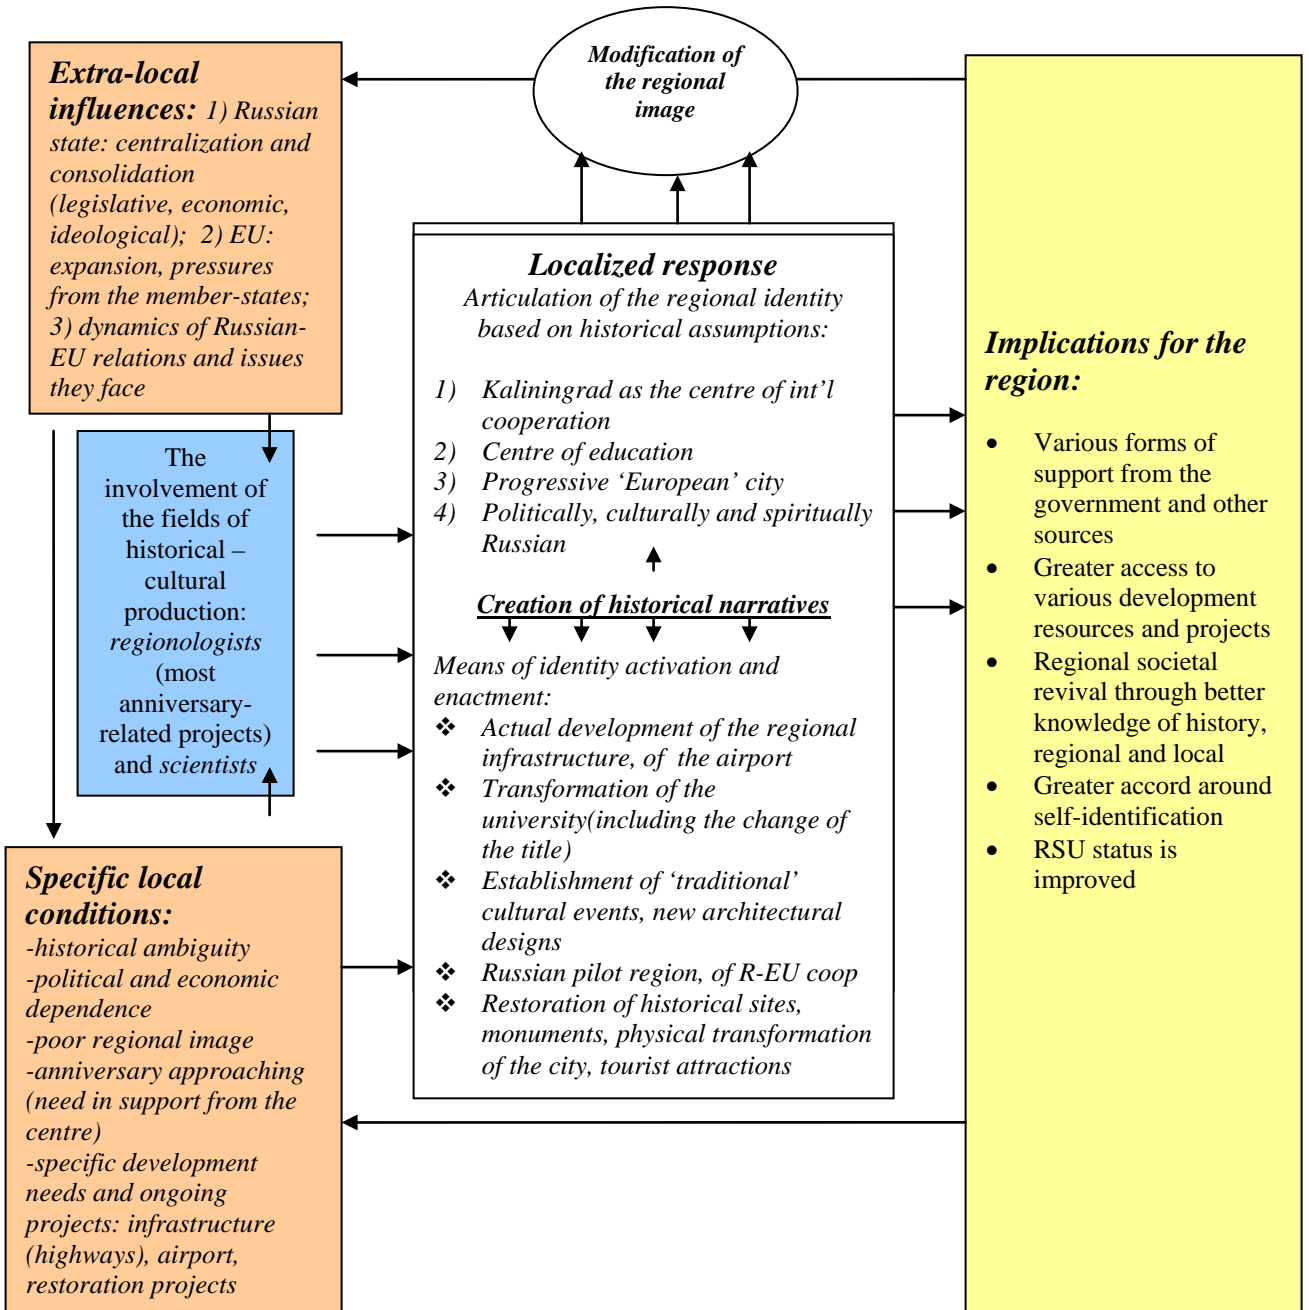 Modification of
the regional
image
Extra-local
influences: 1) Russian
state: centralization and
consolidation
(legislative, economic,
ideological);  2) EU:
expansion, pressures
from the member-states;
3) dynamics of Russian-
EU relations and issues
they face
The
involvement of
the fields of
historical –
cultural
production:
regionologists
(most
anniversary-
related projects)
and scientists
Specific local
conditions:
-historical ambiguity
-political and economic
dependence
-poor regional image
-anniversary approaching
(need in support from the
centre)
-specific development
needs and ongoing
projects: infrastructure
(highways), airport,
restoration projects
Localized response
Articulation of the regional identity
based on historical assumptions:
1) Kaliningrad as the centre of int’l
cooperation
2) Centre of education
3) Progressive ‘European’ city
4) Politically, culturally and spiritually
Russian
Creation of historical narratives
Means of identity activation and
enactment:
❖ Actual development of the regional
infrastructure, of  the airport
❖ Transformation of the
university(including the change of
the title)
❖ Establishment of ‘traditional’
cultural events, new architectural
designs
❖ Russian pilot region, of R-EU coop
❖ Restoration of historical sites,
monuments, physical transformation
of the city, tourist attractions
Implications for the
region:
• Various forms of
support from the
government and other
sources
• Greater access to
various development
resources and projects
• Regional societal
revival through better
knowledge of history,
regional and local
• Greater accord around
self-identification
• RSU status is
improved